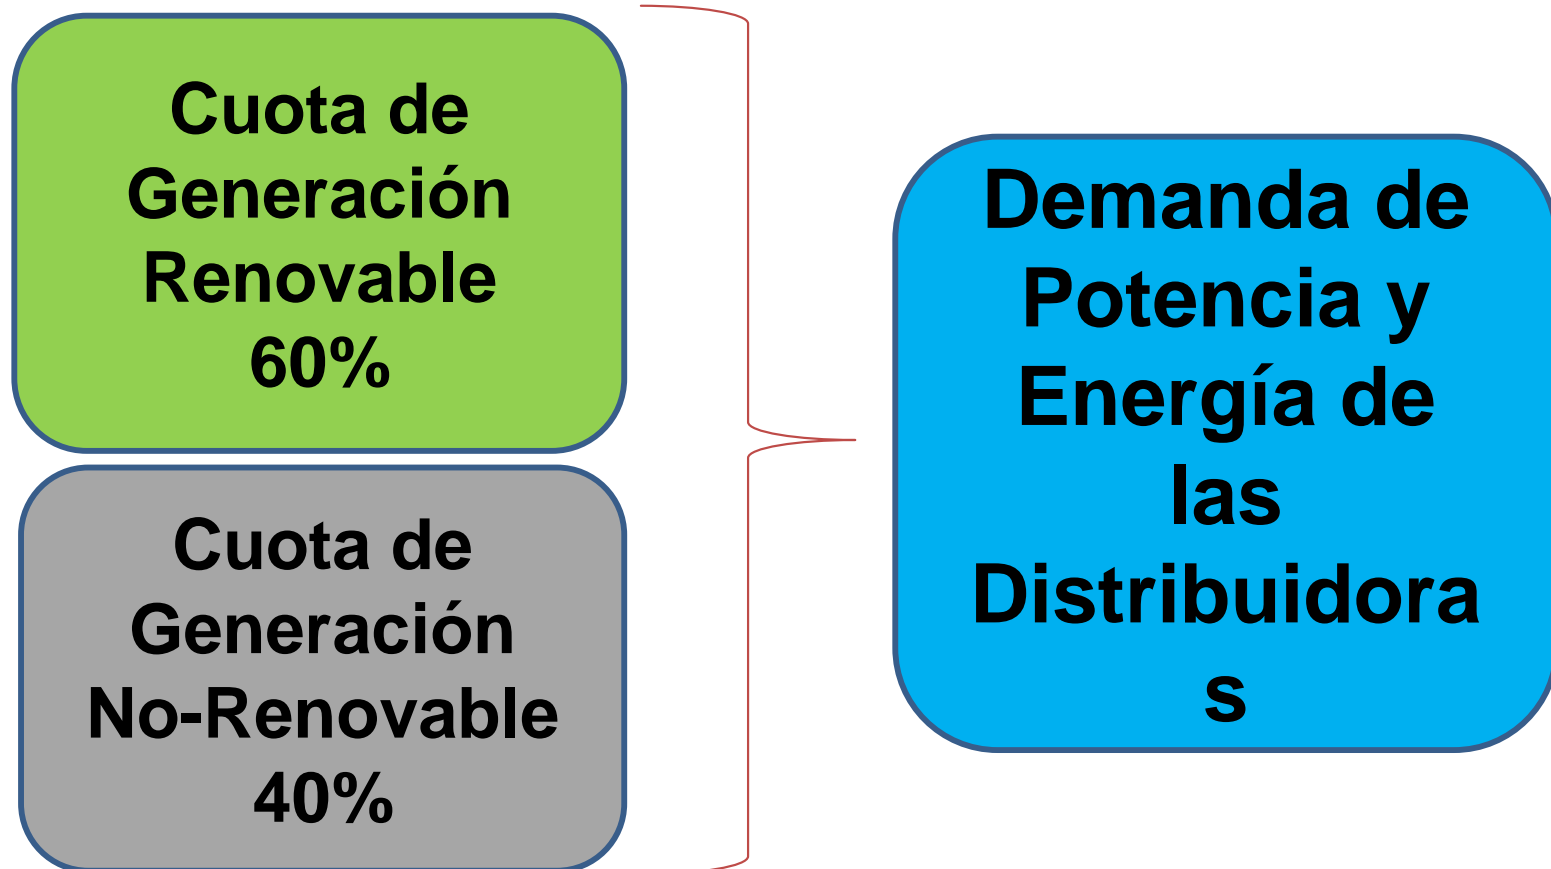 Cuota de
Generación
Renovable
60%
Cuota de
Generación
No-Renovable
40%
Demanda de
Potencia y
Energía de
las
Distribuidora
s